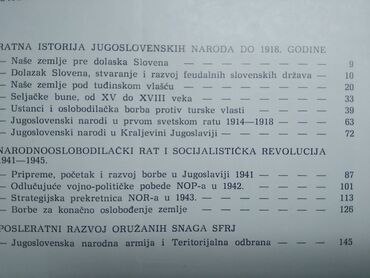 RATNA ISTORIJA JUGOSLOVENSKIH NARODA DO 1918. GODINE
— Naše zemlje pre dolaska Slovena — — — — — — — 9
— Dolazak Slovena, stvaranje i razvoj feudalnih slovenskih država — 10
— Naše zemlje pod tuđinskom vlašću — — — — — — 20
— Seljačke bune, od XV do XVIII veka — — — — — — 33
— Ustanci i oslobodilačka borba protiv turske vlasti — — — 39
— Jugoslovenski narodi u prvom svetskom ratu 1914—1918 — — 63
— Jugoslovenski narodi u Kraljevini Jugoslaviji — — — — 72
NARODNOOSLOBODILAČKI RAT I SOCIJALISTIČKA REVOLUCIJA
1941—1945.
— Pripreme, početak i razvoj borbe u Jugoslaviji 1941 — — 87
— Odlučujuće vojno-političke pobede NOP-a u 1942. — — — 101
— Strategijska prekretnica NOR-a u 1943. — — — — — 113
— Borbe za konačno oslobođenje zemlje — — — — — 126
POSLERATNI RAZVOJ ORUŽANIH SNAGA SFRJ
— Jugoslovenska narodna armija i Teritorijalna odbrana — — 145